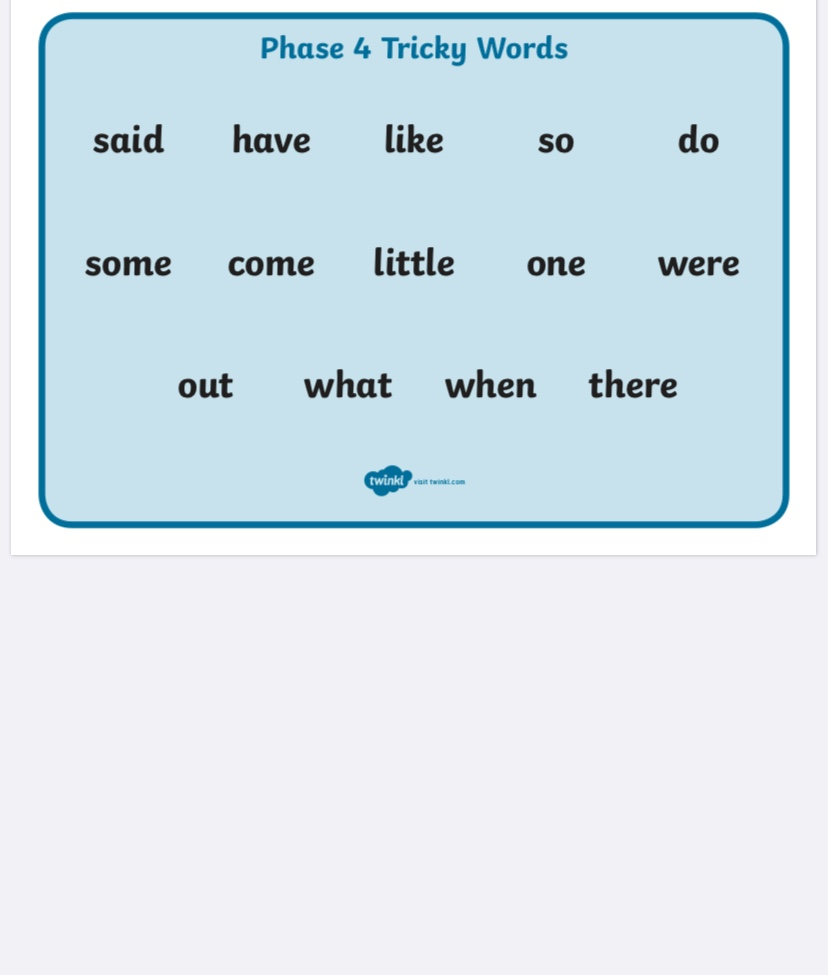 Phase 4 Tricky Words
said have like so do
some come little one were
out what when there
twinkl visit twinkl.com